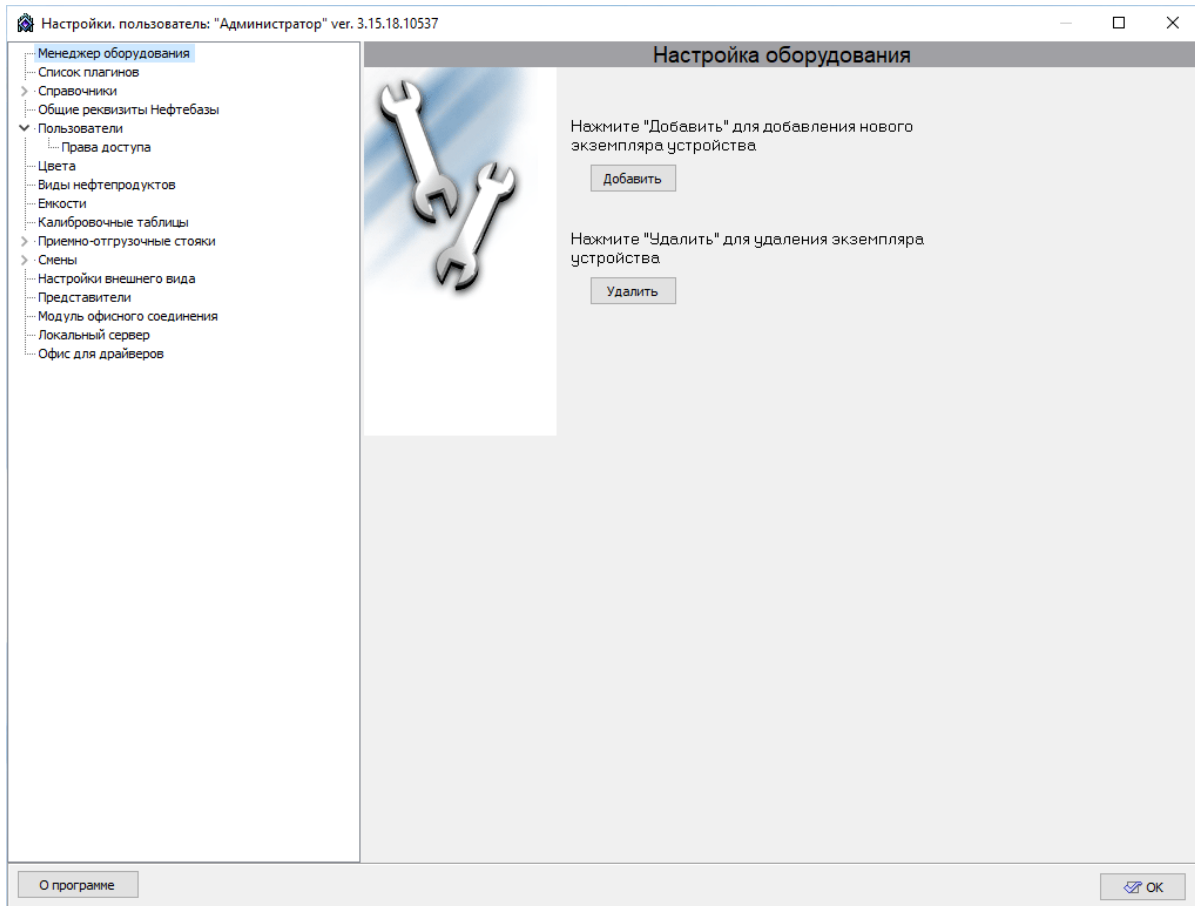 Настройки. пользователь: "Администратор" ver. 3.15.18.10537
Менеджер оборудования
Список плагинов
Справочники
Общие реквизиты Нефтебазы
Пользователи
Права доступа
Цвета
Виды нефтепродуктов
Емкости
Калибровочные таблицы
Приемно-отгрузочные стояки
Смены
Настройки внешнего вида
Представители
Модуль офисного соединения
Локальный сервер
Офис для драйверов
Настройка оборудования
Нажмите "Добавить" для добавления нового
экземпляра устройства
Добавить
Нажмите "Удалить" для удаления экземпляра
устройства
Удалить
О программе
OK